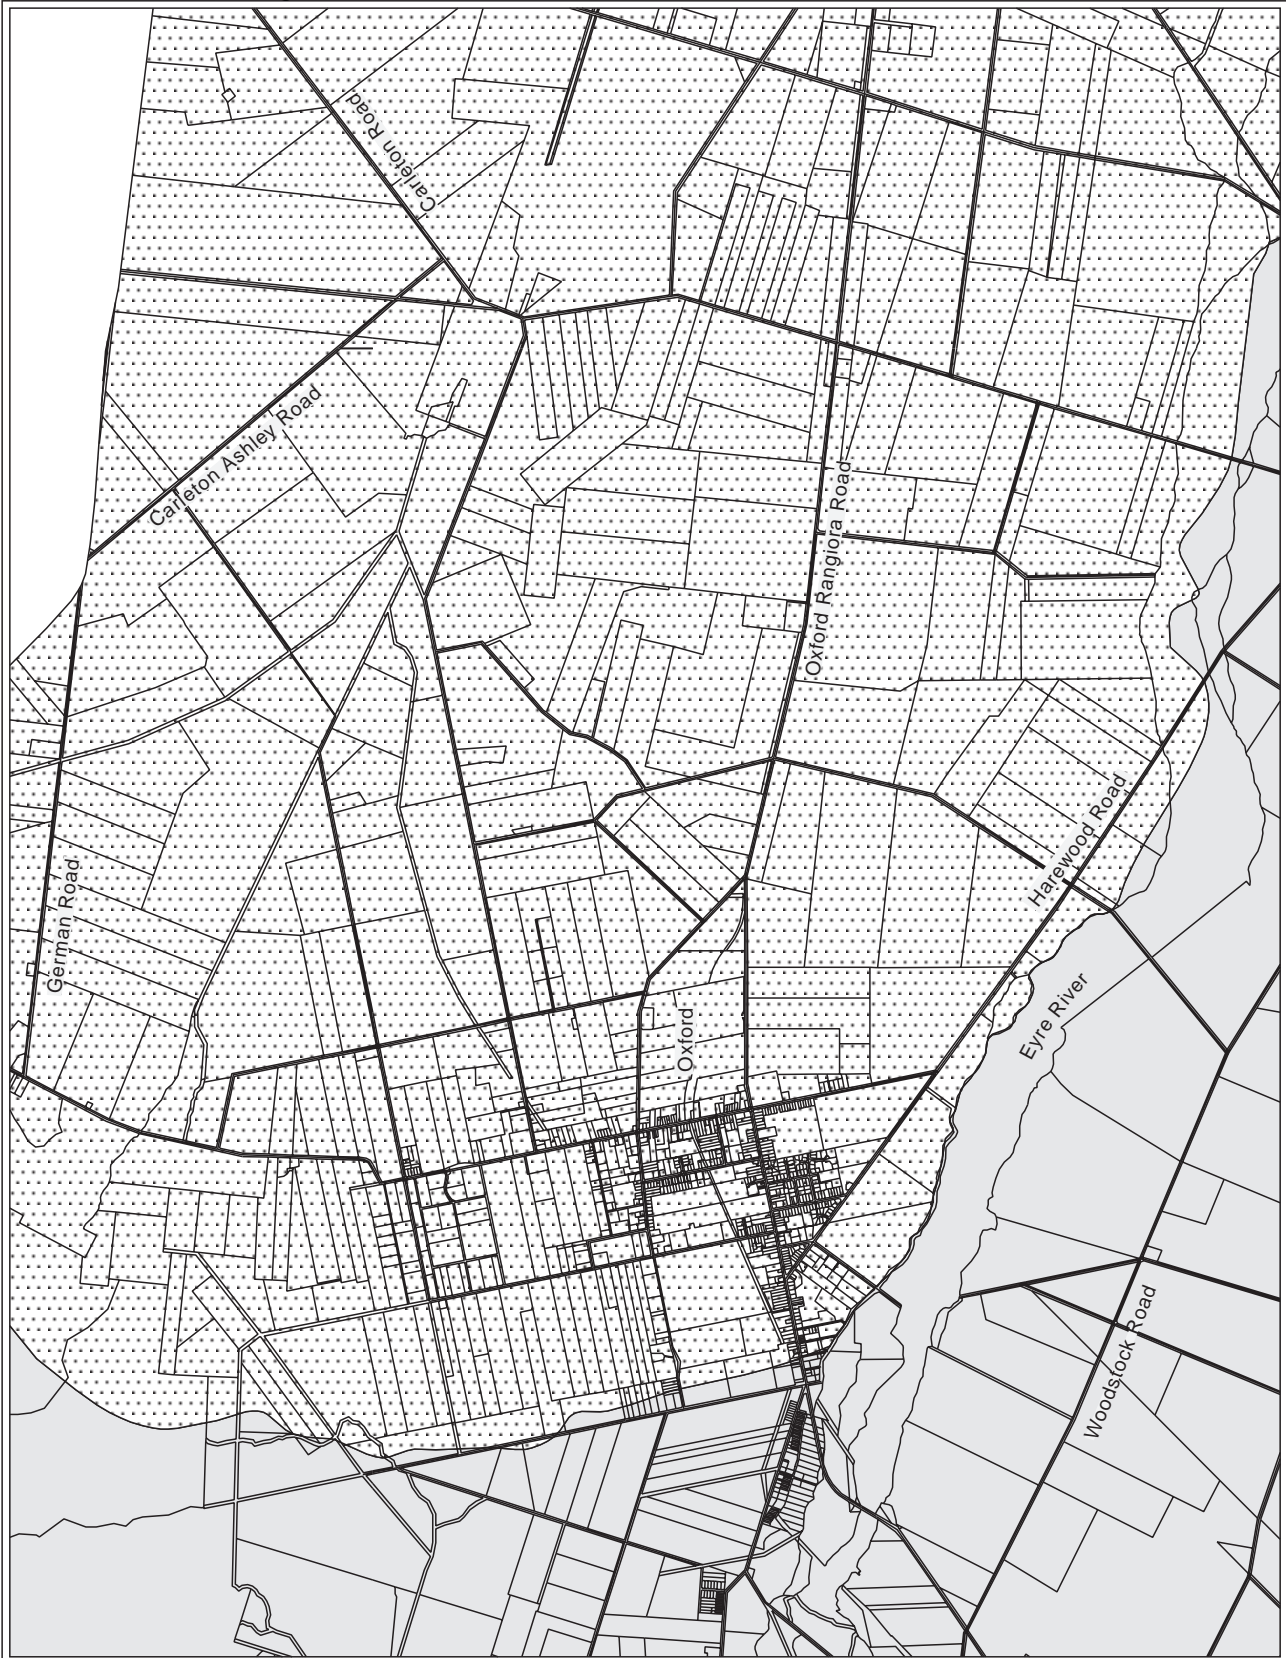 Carleton Road
Carleton Ashley Road
Oxford Rangiora Road
Harewood Road
German Road
Oxford
Eyre River
Woodstock Road